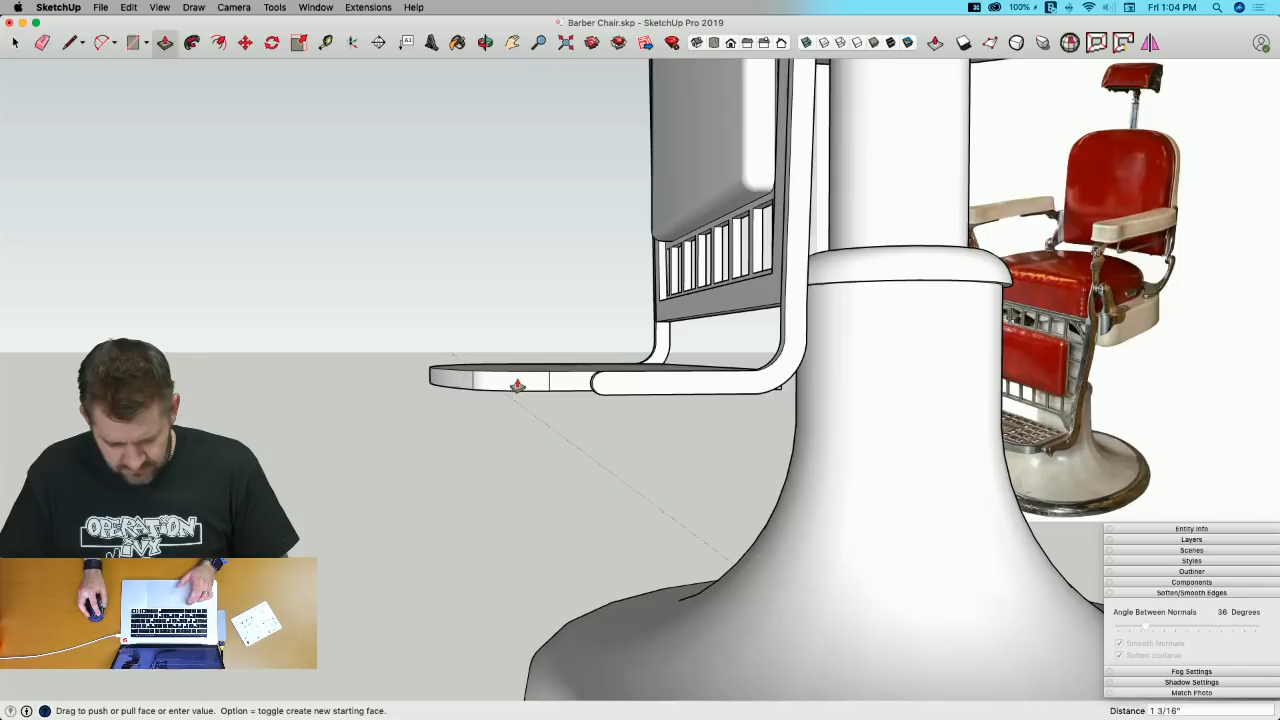 SketchUp File Edit View Draw Camera Tools Window Extensions Help
100% Fri 1:04 PM
Barber Chair.skp - SketchUp Pro 2019
OPERATION
IVY
Entity Info
Layers
Scenes
Styles
Outliner
Components
Soften/Smooth Edges
Angle Between Normals 36 Degrees
Smooth Normals
Soften coplanar
Fog Settings
Shadow Settings
Match Photo
Drag to push or pull face or enter value. Option = toggle create new starting face.
Distance 1 3/16"